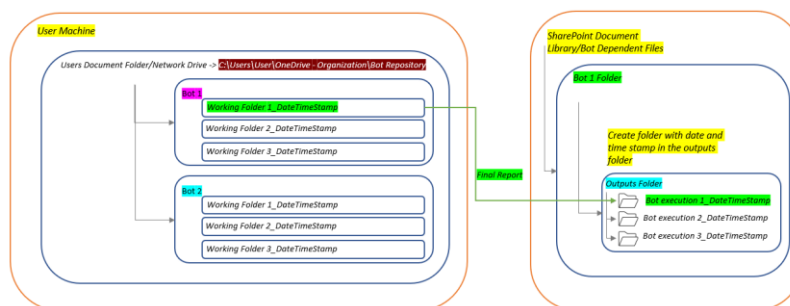 User Machine
Users Document Folder/Network Drive -> C:\Users\User\OneDrive - Organization\Bot Repository
Bot 1
Working Folder 1_DateTimeStamp
Working Folder 2_DateTimeStamp
Working Folder 3_DateTimeStamp
Bot 2
Working Folder 1_DateTimeStamp
Working Folder 2_DateTimeStamp
Working Folder 3_DateTimeStamp
Final Report
SharePoint Document
Library/Bot Dependent Files
Bot 1 Folder
Create folder with date and
time stamp in the outputs
folder
Outputs Folder
Bot execution 1_DateTimeStamp
Bot execution 2_DateTimeStamp
Bot execution 3_DateTimeStamp